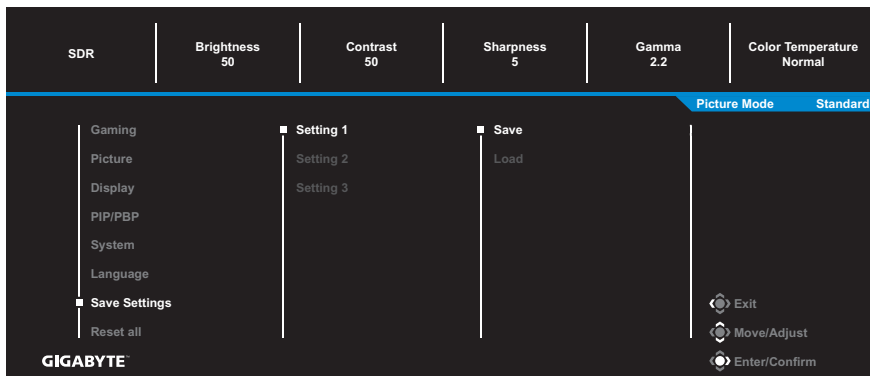 SDR
Brightness
50
Contrast
50
Sharpness
5
Gamma
2.2
Color Temperature
Normal
Picture Mode Standard
Gaming
Picture
Display
PIP/PBP
System
Language
Save Settings
Reset all
Setting 1
Setting 2
Setting 3
Save
Load
Exit
Move/Adjust
Enter/Confirm
GIGABYTE™